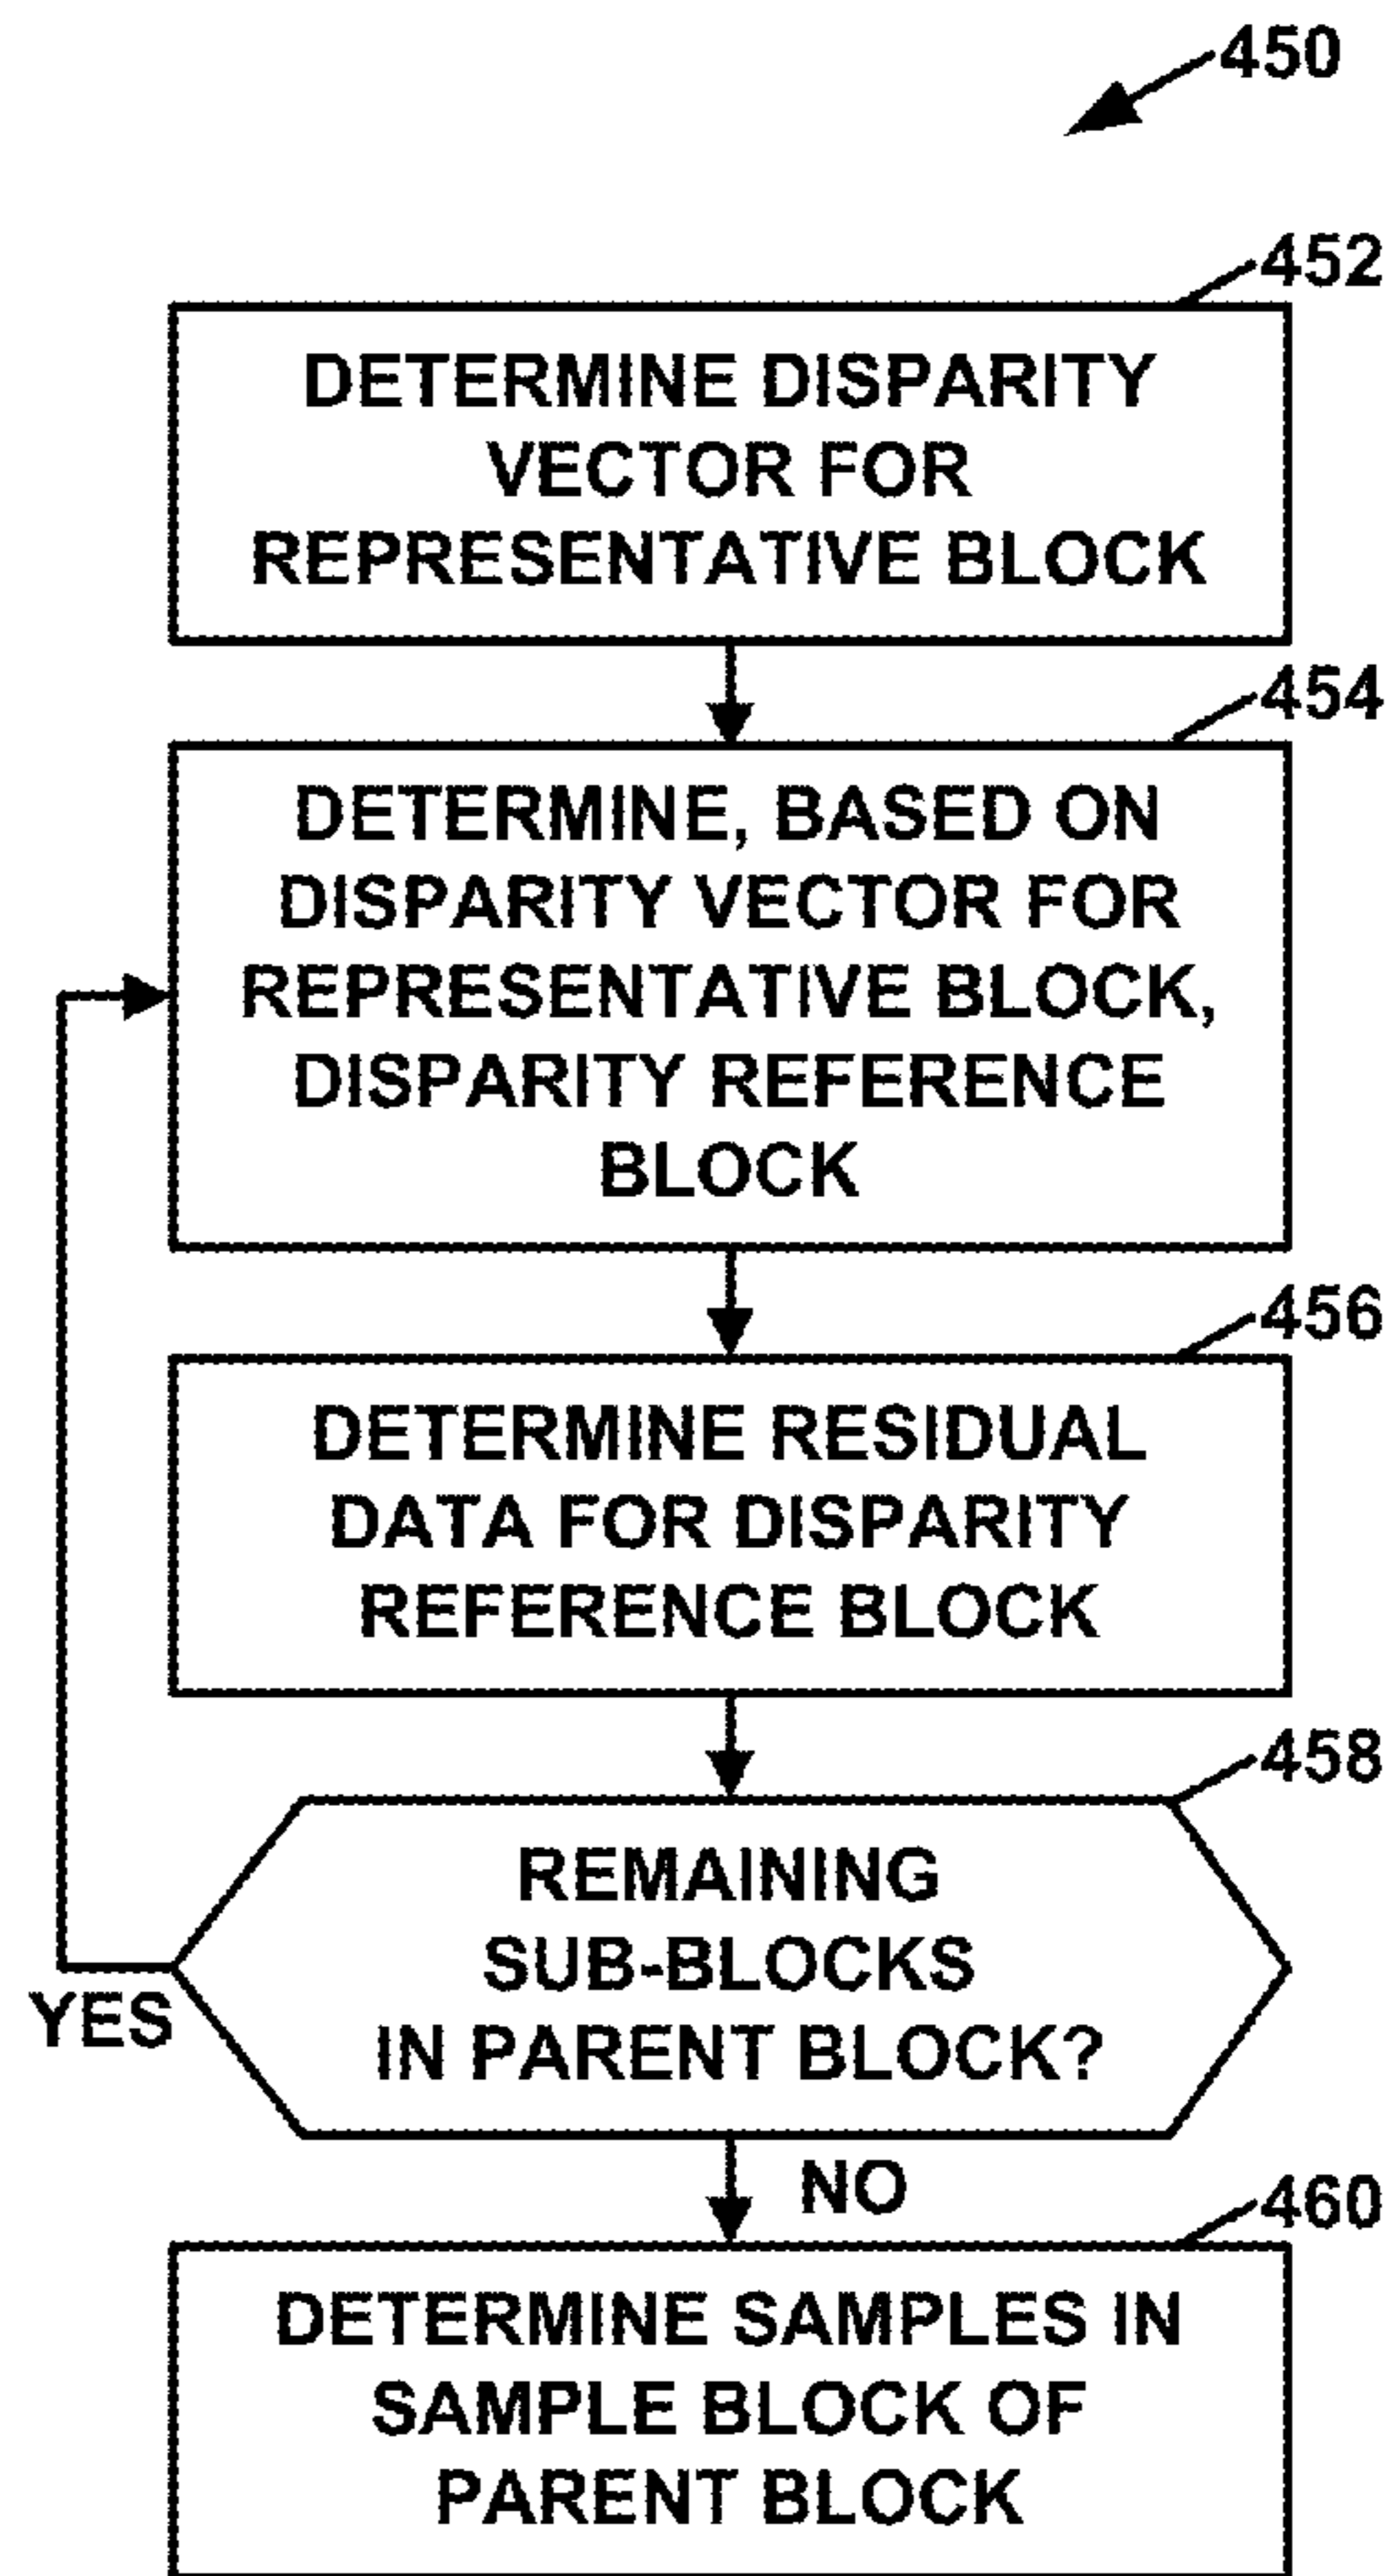 450
452
DETERMINE DISPARITY
VECTOR FOR
REPRESENTATIVE BLOCK
454
DETERMINE, BASED ON
DISPARITY VECTOR FOR
REPRESENTATIVE BLOCK,
DISPARITY REFERENCE
BLOCK
456
DETERMINE RESIDUAL
DATA FOR DISPARITY
REFERENCE BLOCK
458
REMAINING
SUB-BLOCKS
IN PARENT BLOCK?
YES
NO
460
DETERMINE SAMPLES IN
SAMPLE BLOCK OF
PARENT BLOCK